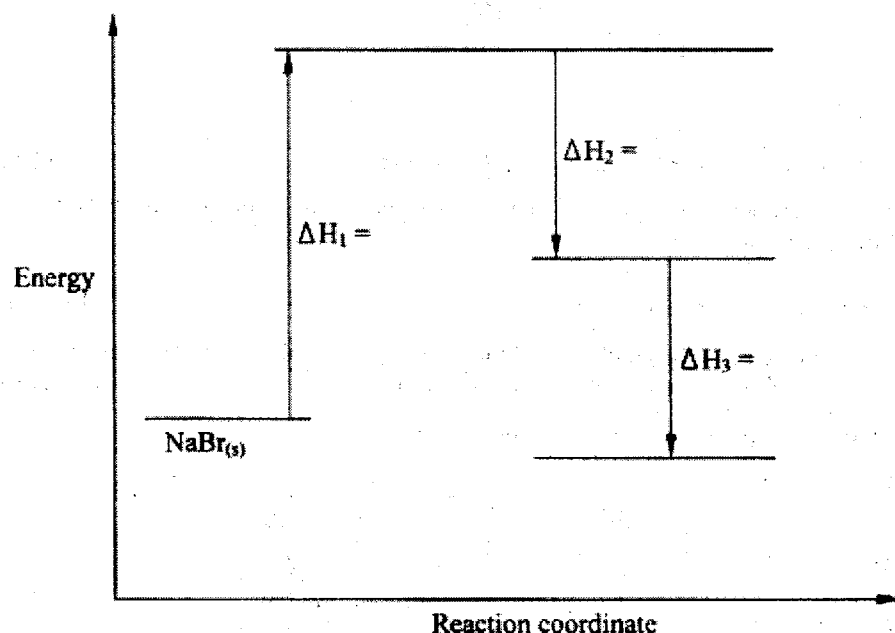 ΔH₂ =
ΔH₁ =
Energy
ΔH₃ =
NaBr₍s₎
Reaction coordinate